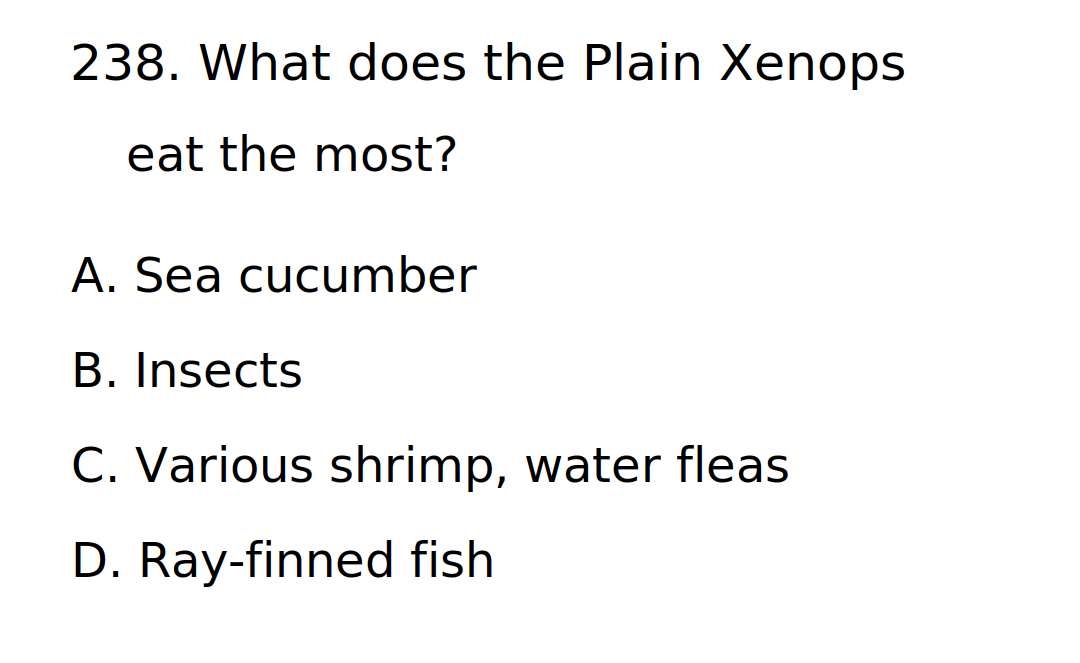 238. What does the Plain Xenops
eat the most?
A. Sea cucumber
B. Insects
C. Various shrimp, water fleas
D. Ray-finned fish